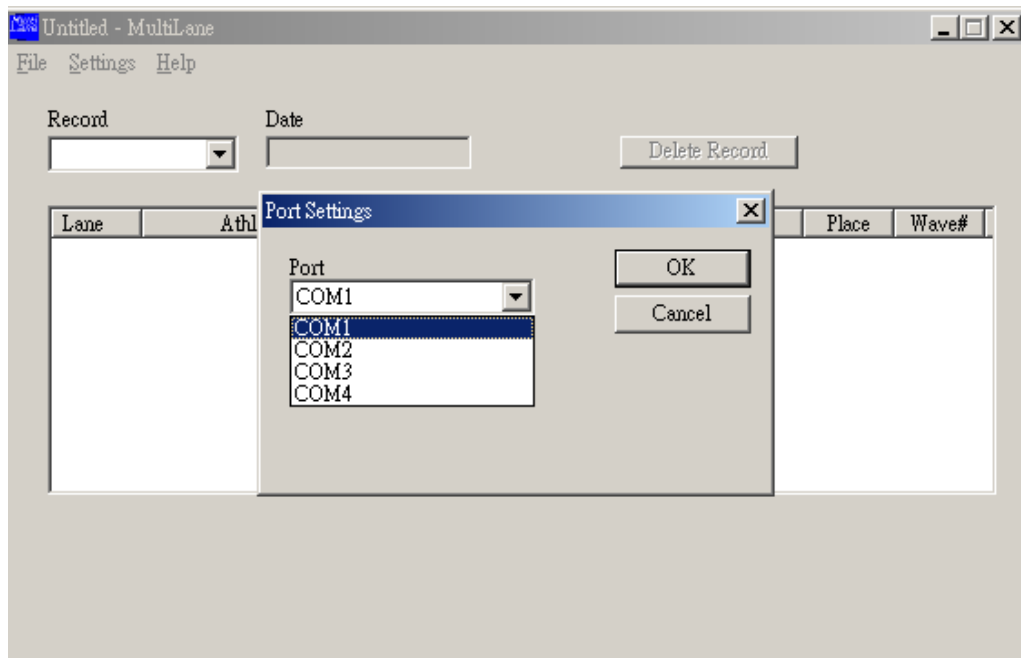 Untitled - MultiLane
File Settings Help
Record Date
Delete Record
Port Settings
Lane Athl Place Wave#
Port
OK
COM1
Cancel
COM1
COM2
COM3
COM4